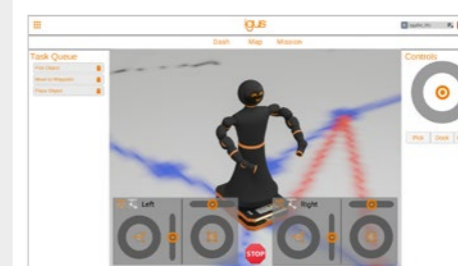 igus
Dash Map Mission
Task Queue
Pick Object
Move to Waypoint
Place Object
Controls
Pick Dock
Left
Right
STOP